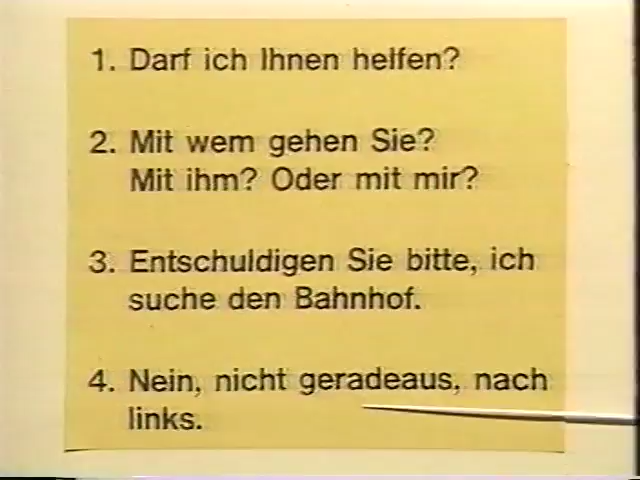 1. Darf ich Ihnen helfen?
2. Mit wem gehen Sie?
Mit ihm? Oder mit mir?
3. Entschuldigen Sie bitte, ich
suche den Bahnhof.
4. Nein, nicht geradeaus, nach
links.